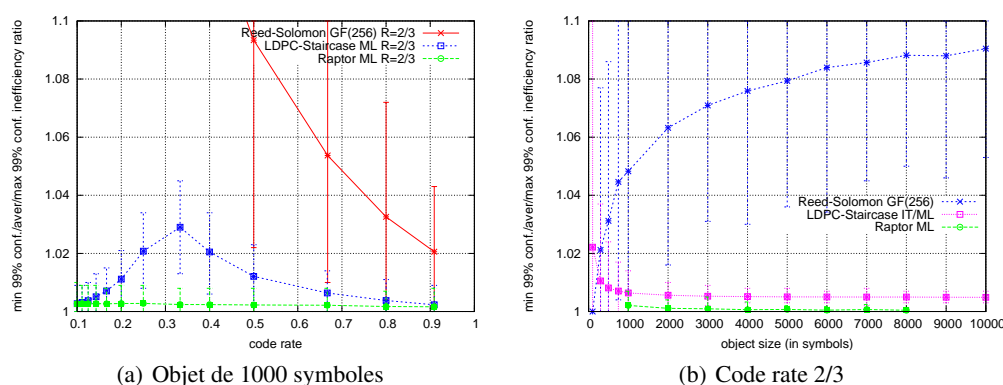 min 99% conf./aver/max 99% conf. inefficiency ratio
1.1
1.08
1.06
1.04
1.02
1
0.1 0.2 0.3 0.4 0.5 0.6 0.7 0.8 0.9 1
code rate
Reed-Solomon GF(256) R=2/3
LDPC-Staircase ML R=2/3
Raptor ML R=2/3
(a) Objet de 1000 symboles
min 99% conf./aver/max 99% conf. inefficiency ratio
1.1
1.08
1.06
1.04
1.02
1
0 1000 2000 3000 4000 5000 6000 7000 8000 9000 10000
object size (in symbols)
Reed-Solomon GF(256)
LDPC-Staircase IT/ML
Raptor ML
(b) Code rate 2/3